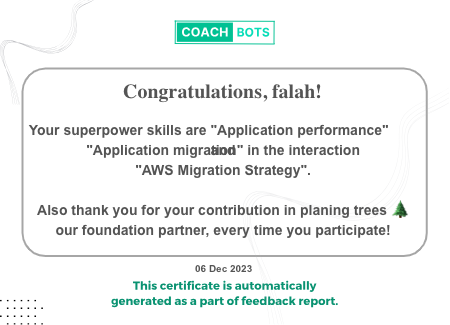 COACH BOTS
Congratulations, falah!
Your superpower skills are "Application performance"
and
"Application migration" in the interaction
"AWS Migration Strategy".
Also thank you for your contribution in planing trees 🌲
our foundation partner, every time you participate!
06 Dec 2023
This certificate is automatically
generated as a part of feedback report.